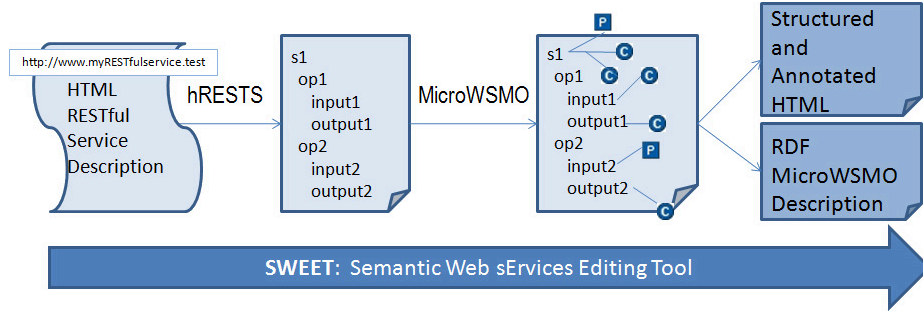 http://www.myRESTfulservice.test
HTML
RESTful
Service
Description
hRESTS
s1
op1
input1
output1
op2
input2
output2
MicroWSMO
P
s1
C
op1
C
C
input1
output1
C
op2
P
input2
output2
C
Structured
and
Annotated
HTML
RDF
MicroWSMO
Description
SWEET: Semantic Web sErvices Editing Tool